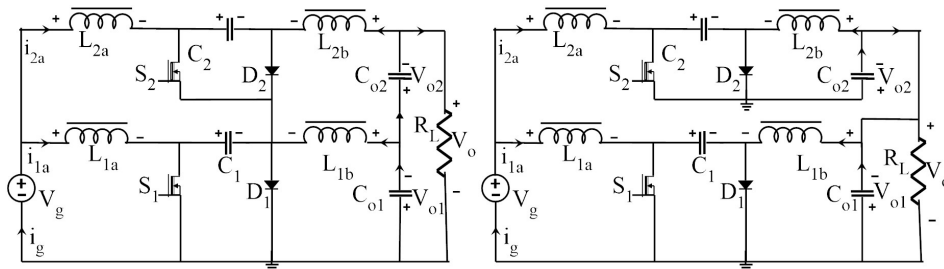 + - + - - +
i2a L2a C2 L2b
S2 D2 Co2 - Vo2 +
+ - + - - +
i1a L1a C1 L1b RL + Vo -
Vg S1 D1 Co1 - Vo1 +
ig
+ - + - - +
i2a L2a C2 L2b
S2 D2 Co2 - Vo2 +
+ - + - - +
i1a L1a C1 L1b RL + Vo -
Vg S1 D1 Co1 - Vo1 +
ig